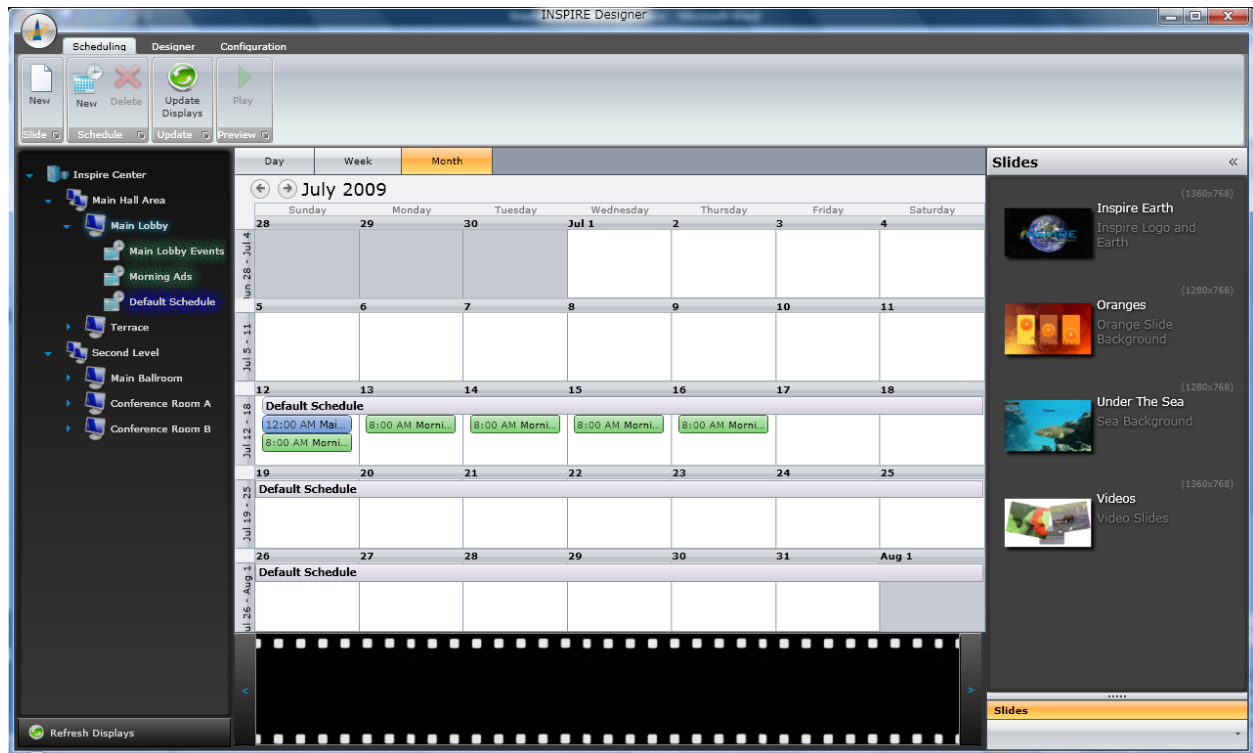 INSPIRE Designer
Scheduling Designer Configuration
New New Delete Update Displays Play
Slide Schedule Update Preview
Inspire Center
Main Hall Area
Main Lobby
Main Lobby Events
Morning Ads
Default Schedule
Terrace
Second Level
Main Ballroom
Conference Room A
Conference Room B
Refresh Displays
Day Week Month
July 2009
Sunday Monday Tuesday Wednesday Thursday Friday Saturday
28 29 30 Jul 1 2 3 4
un 28 - Jul 4
5 6 7 8 9 10 11
Jul 5 - 11
12 13 14 15 16 17 18
Jul 12 - 18
Default Schedule
12:00 AM Mai... 8:00 AM Morni... 8:00 AM Morni... 8:00 AM Morni... 8:00 AM Morni...
8:00 AM Morni...
19 20 21 22 23 24 25
Jul 19 - 25
Default Schedule
26 27 28 29 30 31 Aug 1
ul 26 - Aug 1
Default Schedule
< >
Slides «
(1360x768)
INSPIRE
Inspire Earth
Inspire Logo and
Earth
(1280x768)
Oranges
Orange Slide
Background
(1280x768)
Under The Sea
Sea Background
(1360x768)
Videos
Video Slides
Slides